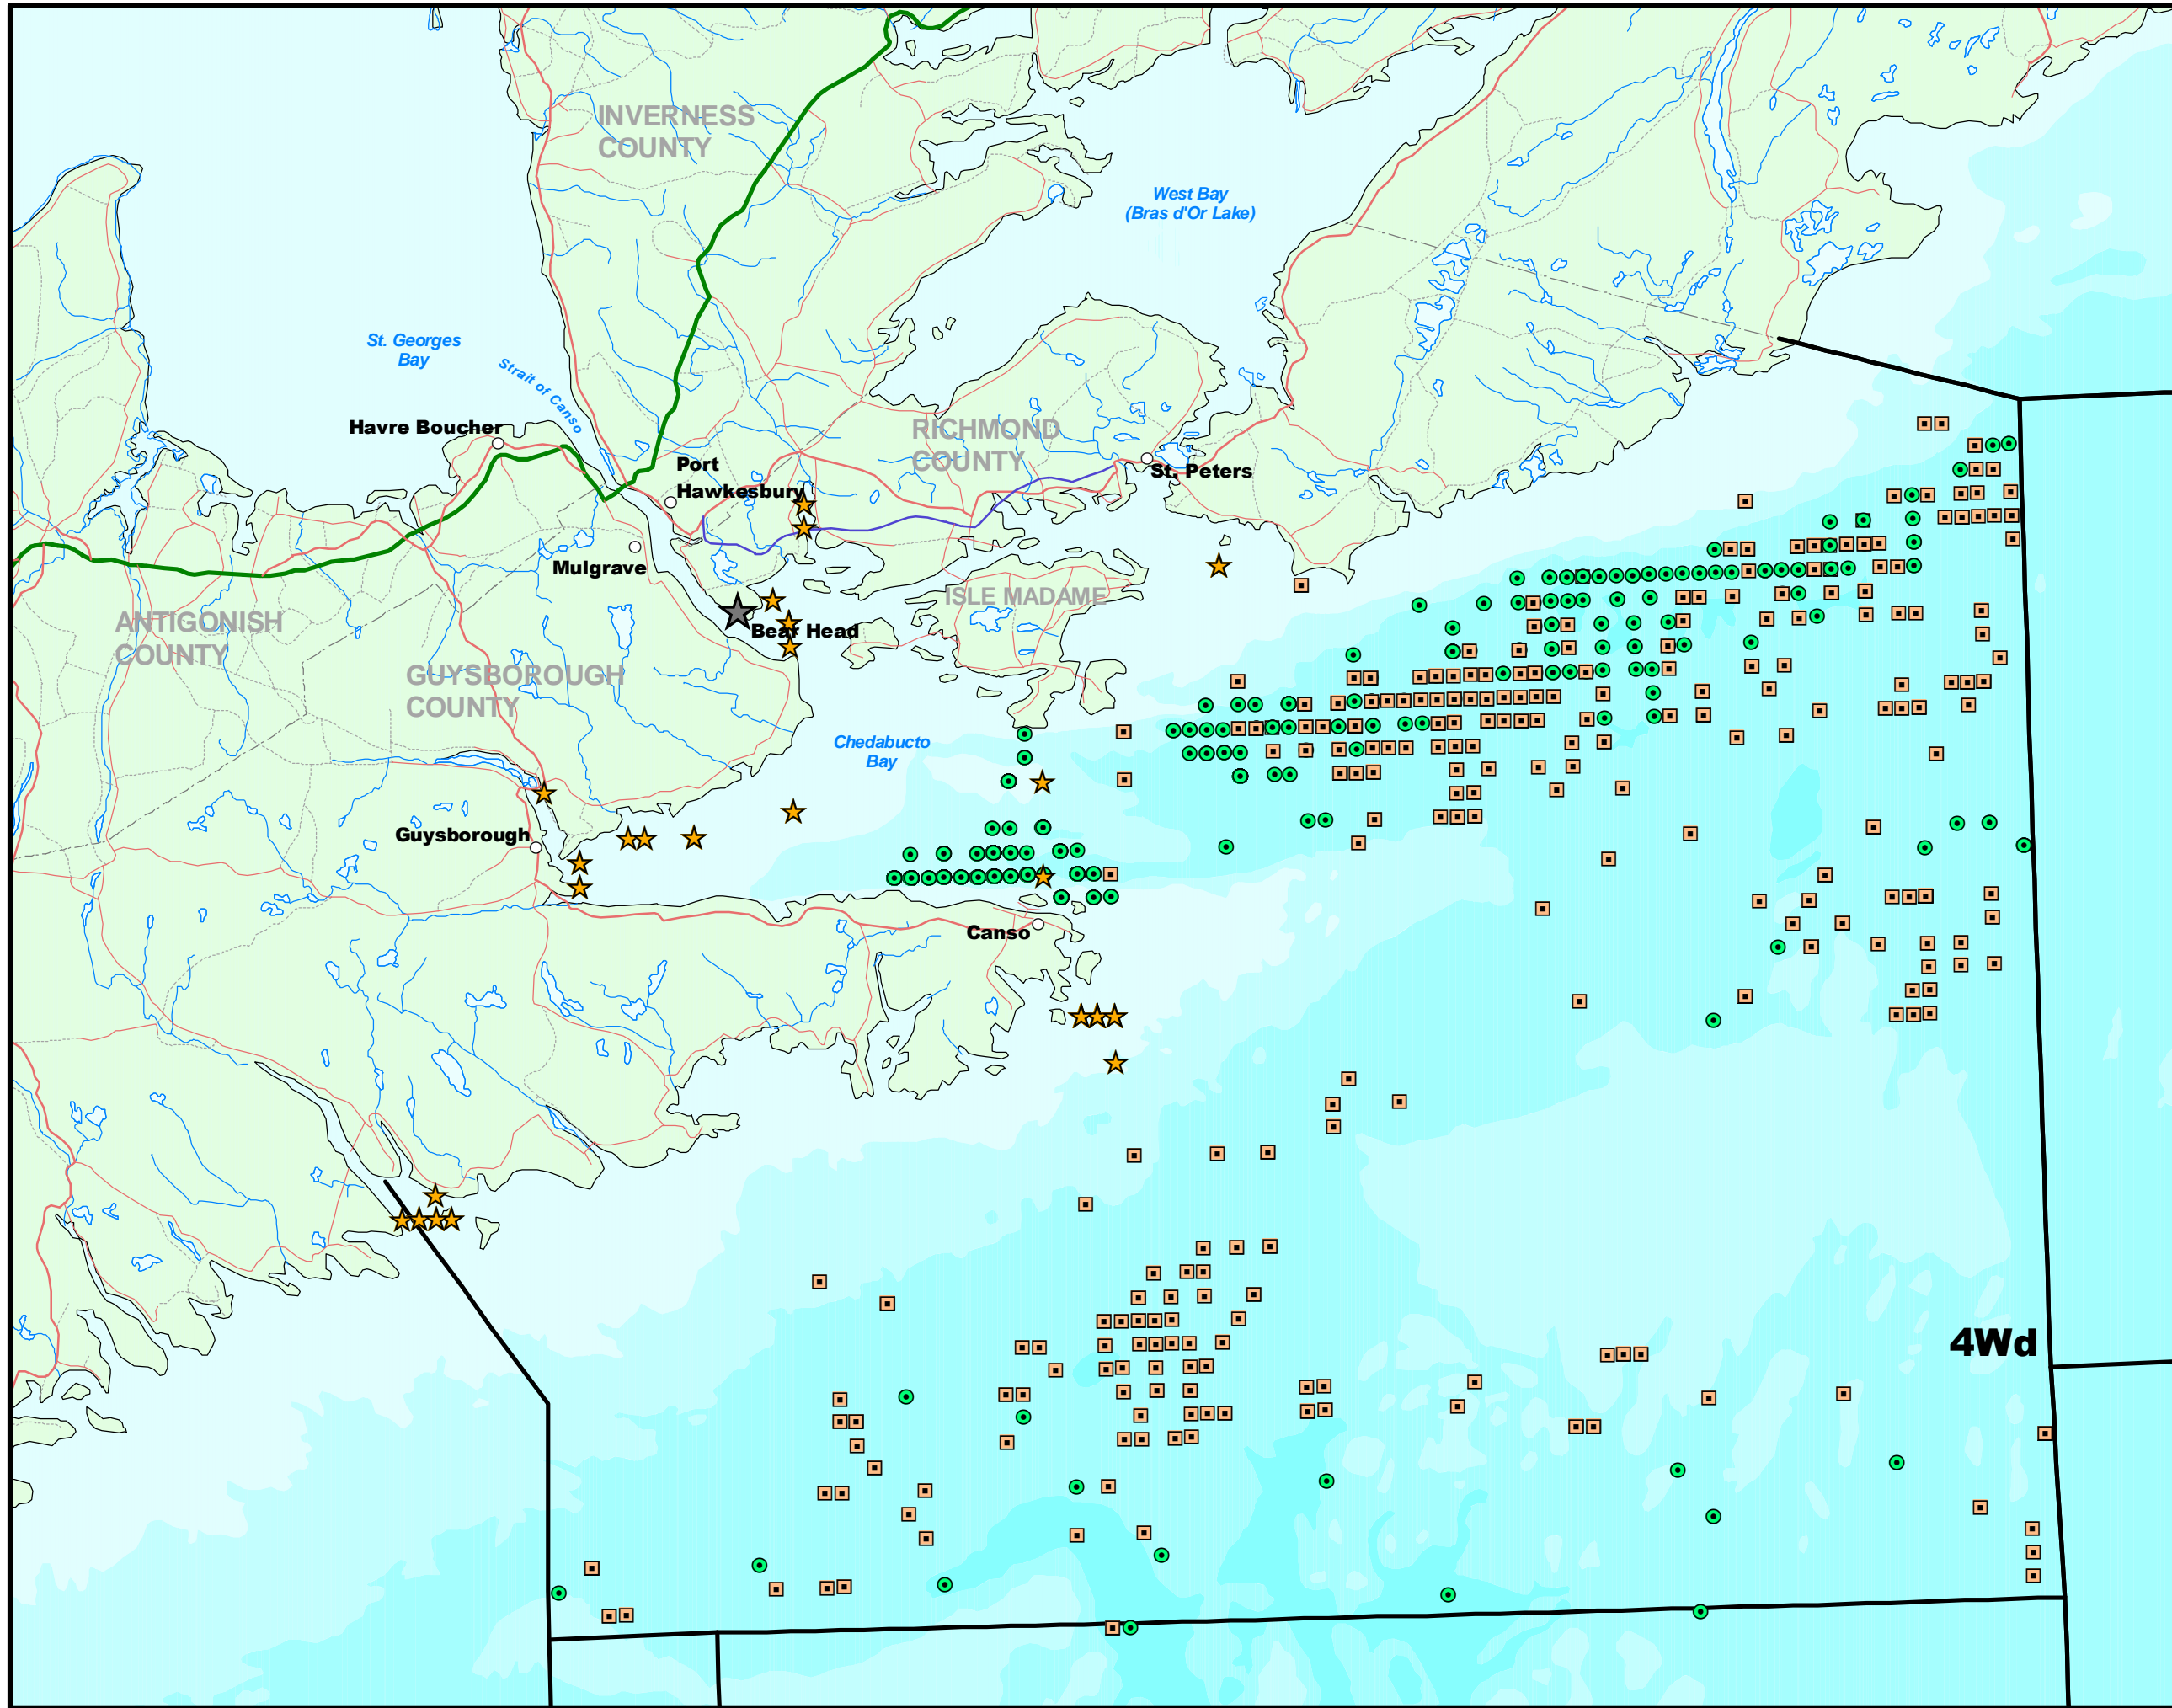 INVERNESS
COUNTY
West Bay
(Bras d'Or Lake)
St. Georges
Bay
Strait of Canso
Havre Boucher
RICHMOND
COUNTY
Port
Hawkesbury
St. Peters
Mulgrave
ISLE MADAME
ANTIGONISH
COUNTY
Bear Head
GUYSBOROUGH
COUNTY
Chedabucto
Bay
Guysborough
Canso
4Wd